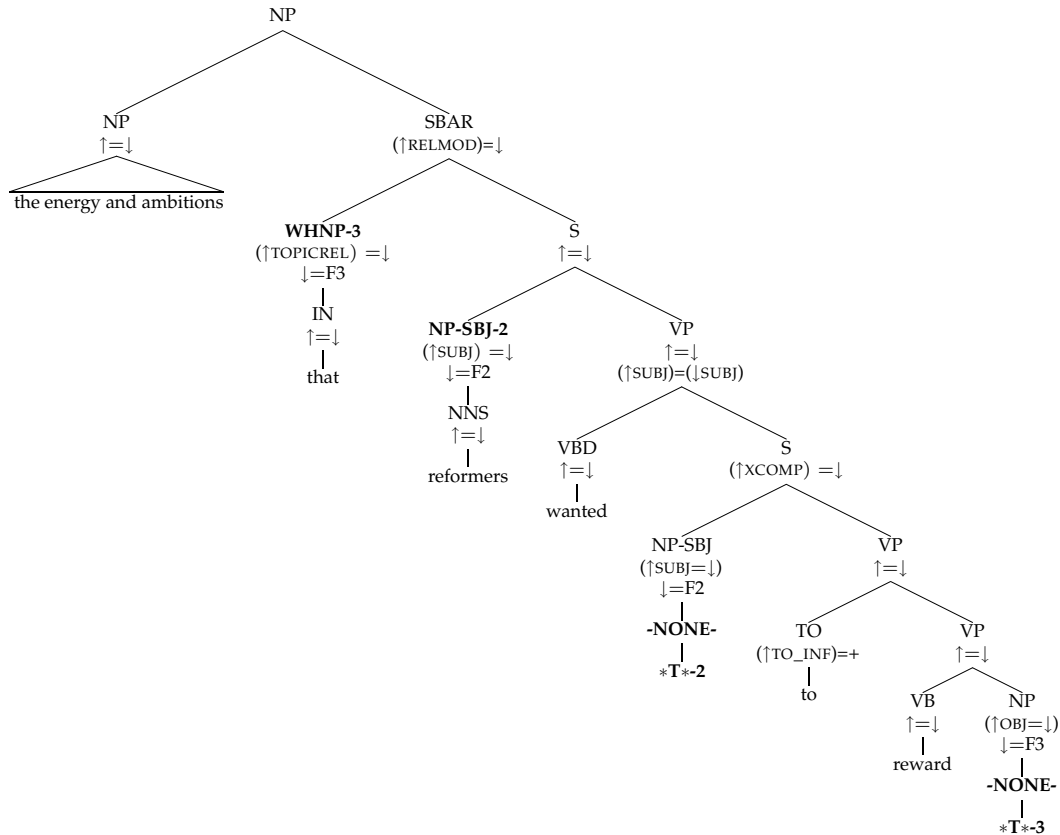 NP
NP
↑=↓
the energy and ambitions
SBAR
(↑RELMOD)=↓
WHNP-3
(↑TOPICREL) =↓
↓=F3
IN
↑=↓
that
S
↑=↓
NP-SBJ-2
(↑SUBJ) =↓
↓=F2
NNS
↑=↓
reformers
VP
↑=↓
(↑SUBJ)=(↓SUBJ)
VBD
↑=↓
wanted
S
(↑XCOMP) =↓
NP-SBJ
(↑SUBJ=↓)
↓=F2
-NONE-
*T*-2
VP
↑=↓
TO
(↑TO_INF)=+
to
VP
↑=↓
VB
↑=↓
reward
NP
(↑OBJ=↓)
↓=F3
-NONE-
*T*-3